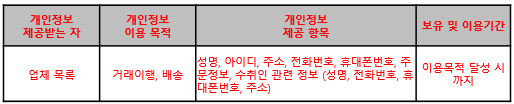 개인정보
제공받는 자
개인정보
이용 목적
개인정보
제공 항목
보유 및 이용기간
업체 목록
거래이행, 배송
성명, 아이디, 주소, 전화번호, 휴대폰번호, 주
문정보, 수취인 관련 정보 (성명, 전화번호, 휴
대폰번호, 주소)
이용목적 달성 시
까지